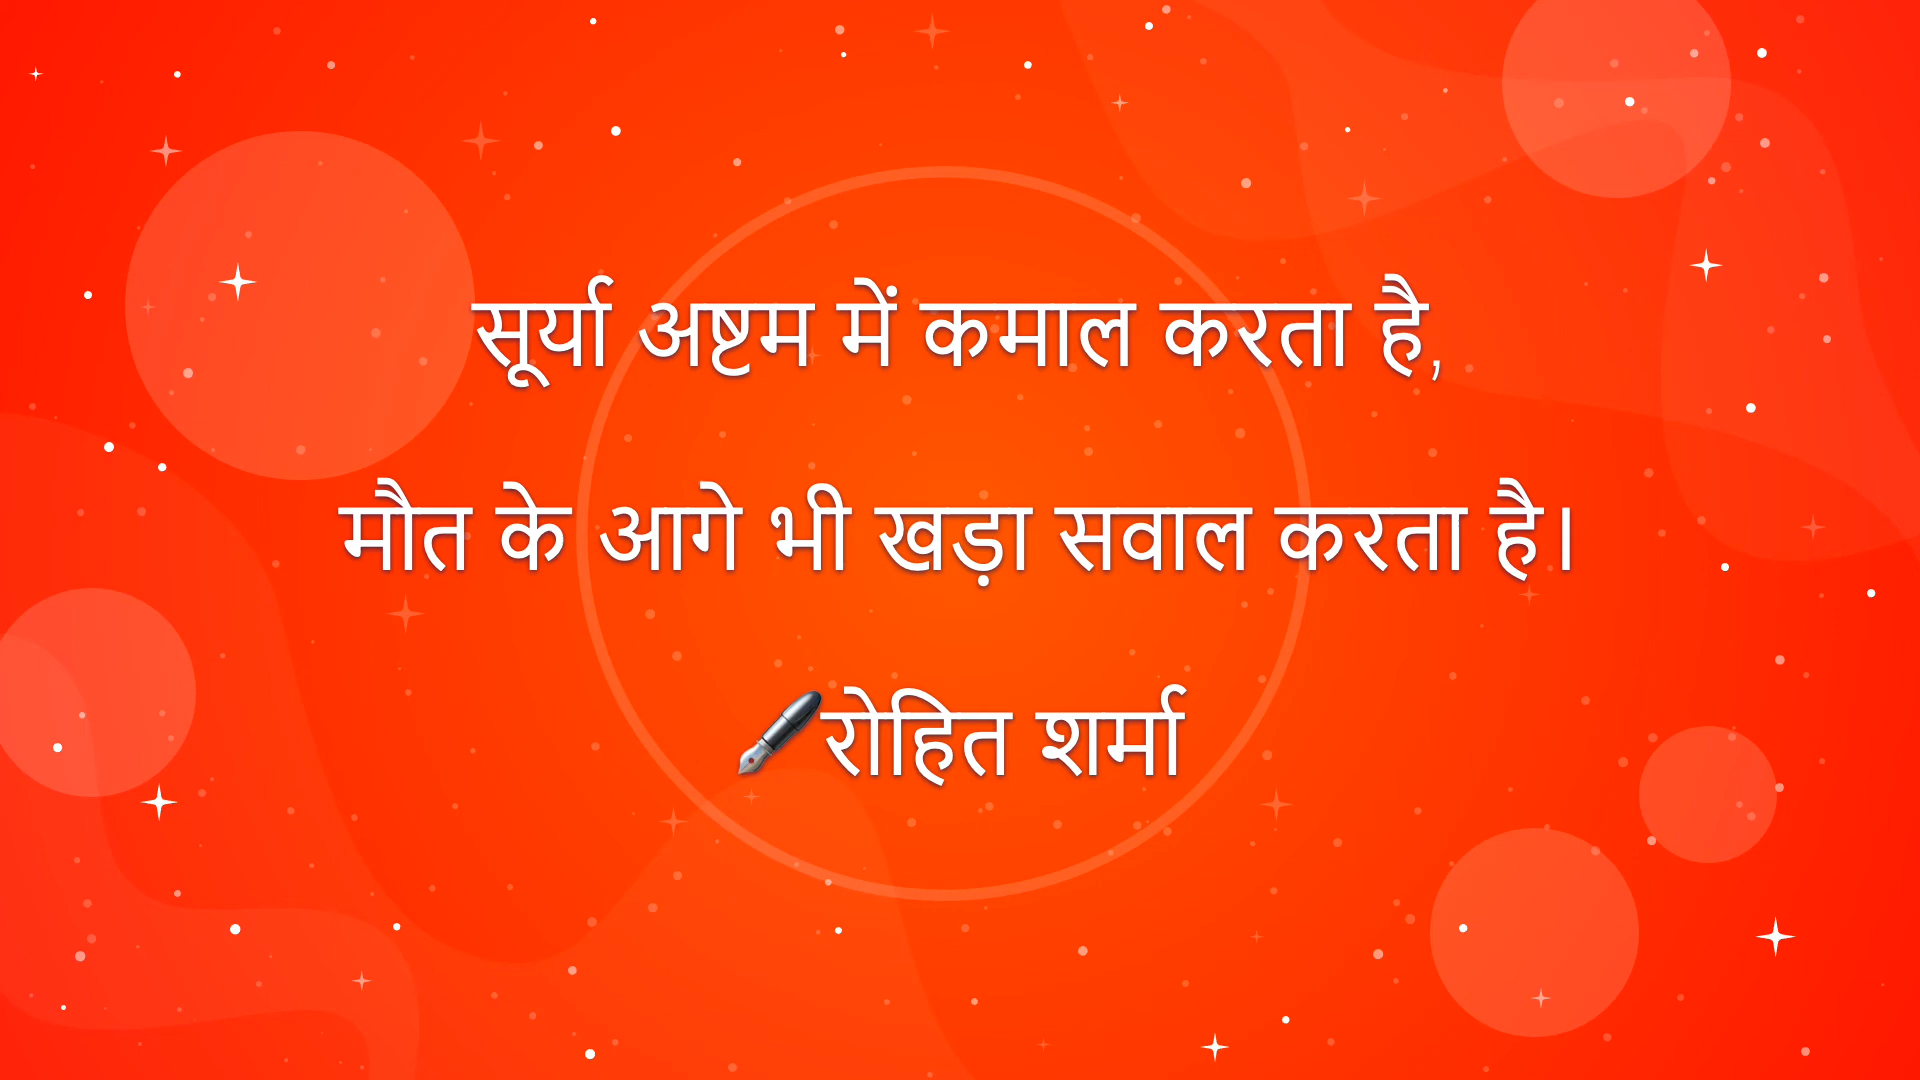 सूर्या अष्टम में कमाल करता है,
मौत के आगे भी खड़ा सवाल करता है।
🖋️रोहित शर्मा